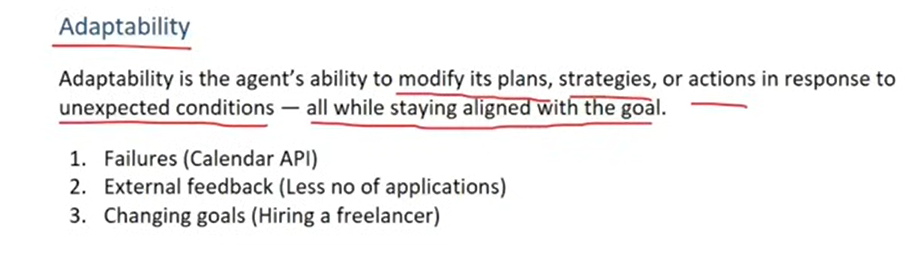 Adaptability
Adaptability is the agent's ability to modify its plans, strategies, or actions in response to
unexpected conditions — all while staying aligned with the goal.
1. Failures (Calendar API)
2. External feedback (Less no of applications)
3. Changing goals (Hiring a freelancer)